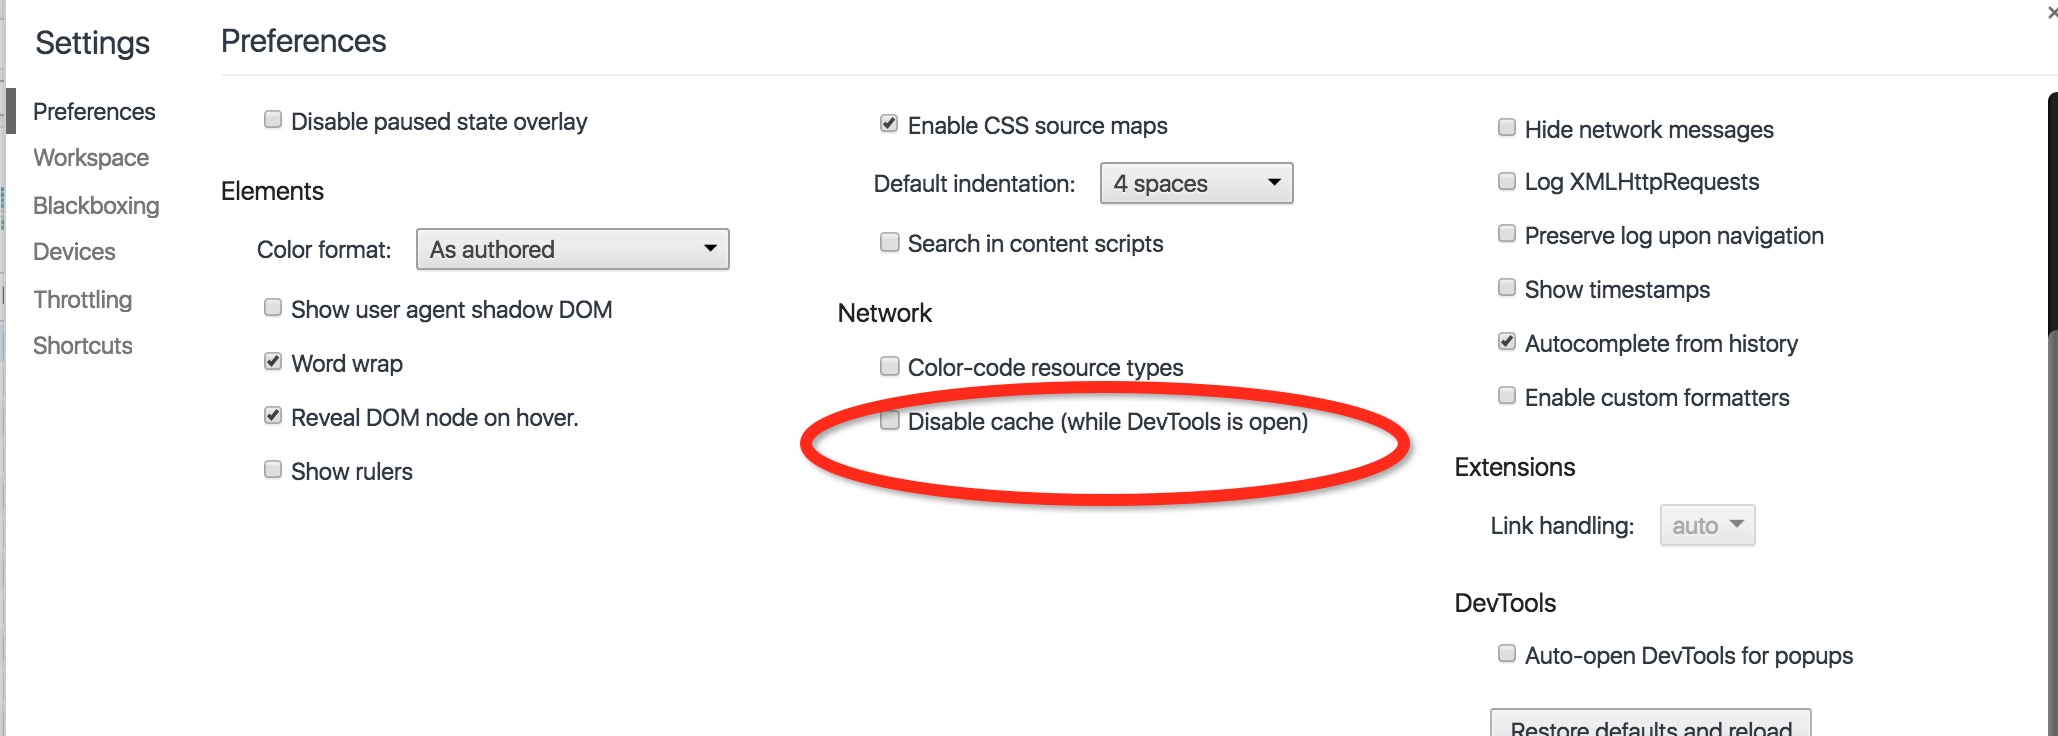 Settings
Preferences
Workspace
Blackboxing
Devices
Throttling
Shortcuts
Preferences
Disable paused state overlay
Elements
Color format: As authored
Show user agent shadow DOM
Word wrap
Reveal DOM node on hover.
Show rulers
Enable CSS source maps
Default indentation: 4 spaces
Search in content scripts
Network
Color-code resource types
Disable cache (while DevTools is open)
Hide network messages
Log XMLHttpRequests
Preserve log upon navigation
Show timestamps
Autocomplete from history
Enable custom formatters
Extensions
Link handling: auto
DevTools
Auto-open DevTools for popups
Restore defaults and reload